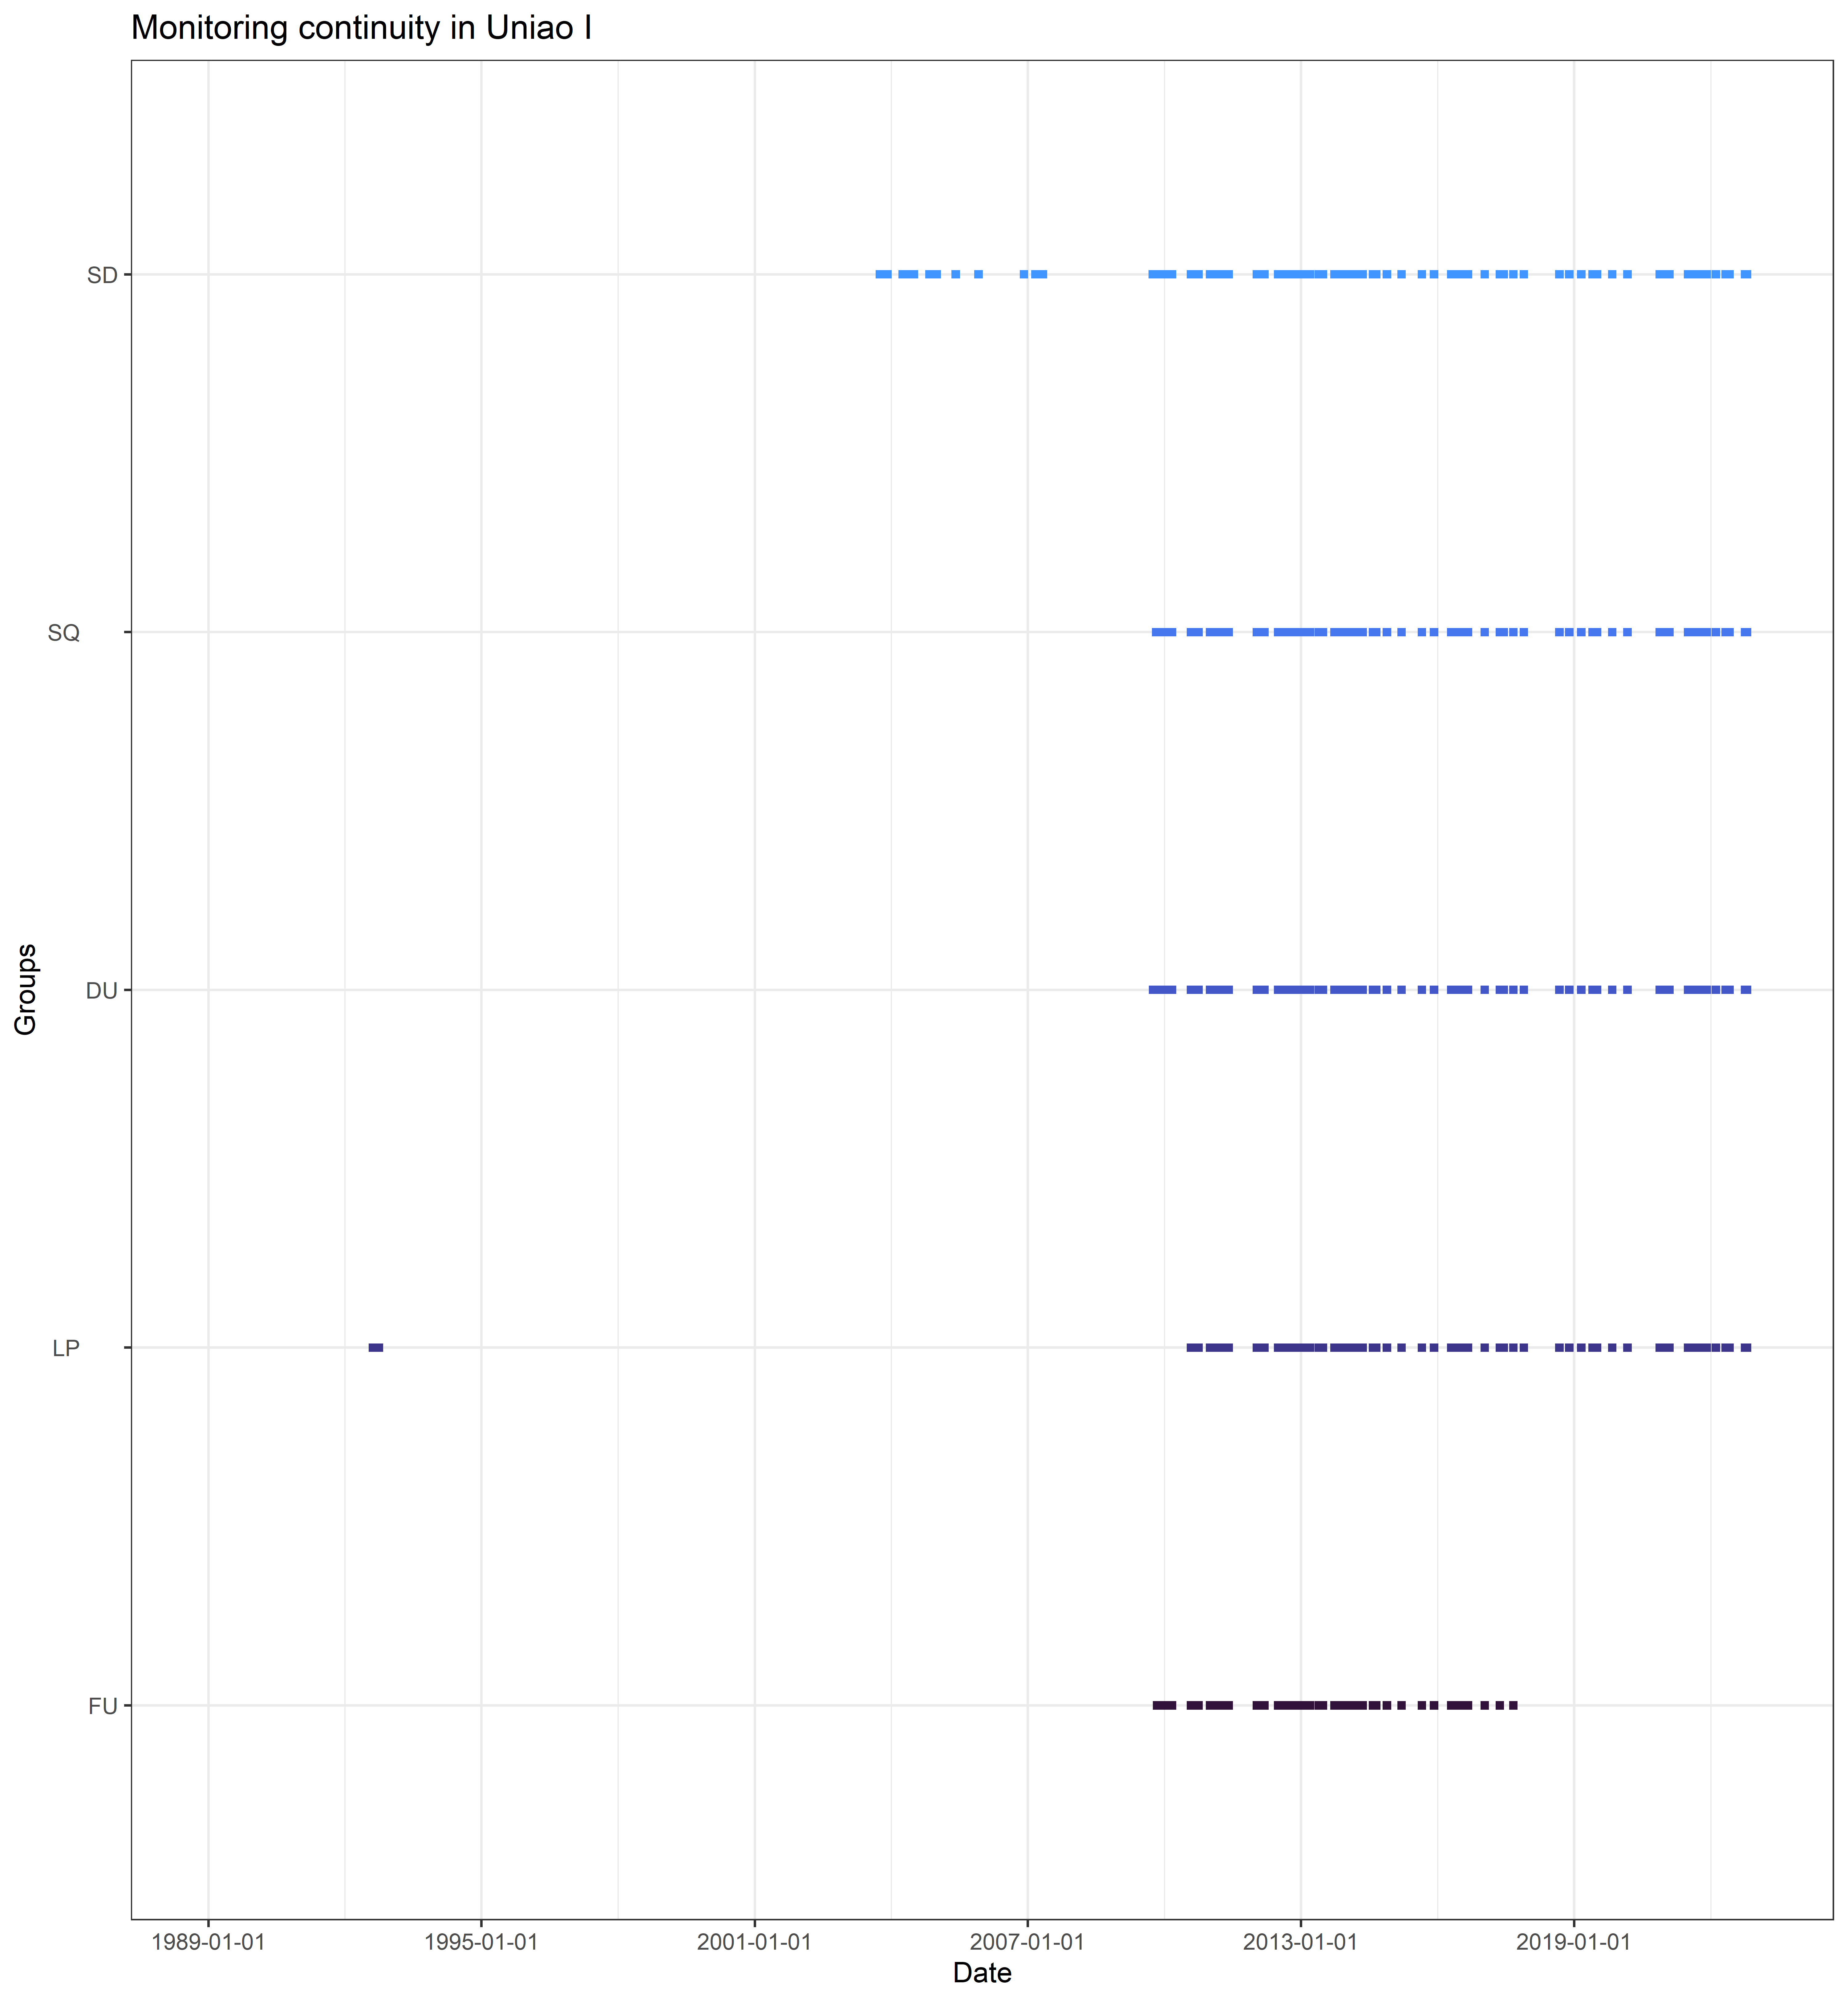 Monitoring continuity in Uniao I
SD
SQ
DU
LP
FU
Groups
1989-01-01
1995-01-01
2001-01-01
2007-01-01
2013-01-01
2019-01-01
Date